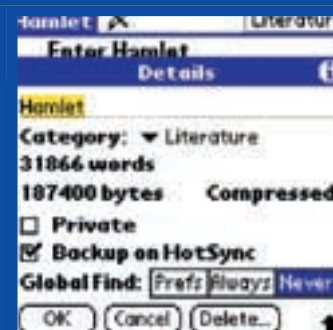 Hamlet Literatur
Enter Hamlet
Details
Hamlet
Category: Literature
31866 words
187400 bytes Compressed
Private
Backup on HotSync
Global Find: Prefs Always Never
OK Cancel Delete...